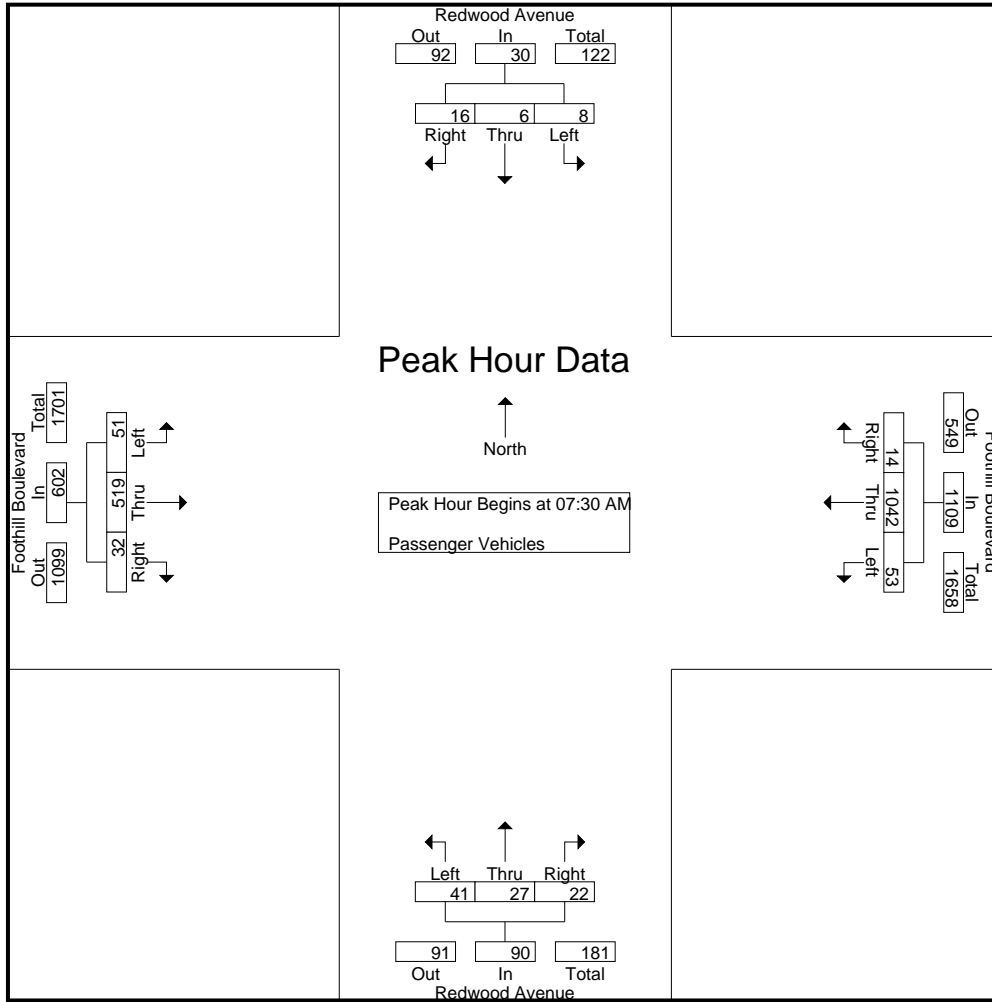 Redwood Avenue
Out In Total
92 30 122
16 6 8
Right Thru Left
Peak Hour Data
North
Peak Hour Begins at 07:30 AM
Passenger Vehicles
Foothill Boulevard
Total In Out
1701 602 1099
51 519 32
Left Thru Right
Right Thru Left
14 1042 53
Out In Total
549 1109 1658
Foothill Boulevard
Left Thru Right
41 27 22
91 90 181
Out In Total
Redwood Avenue